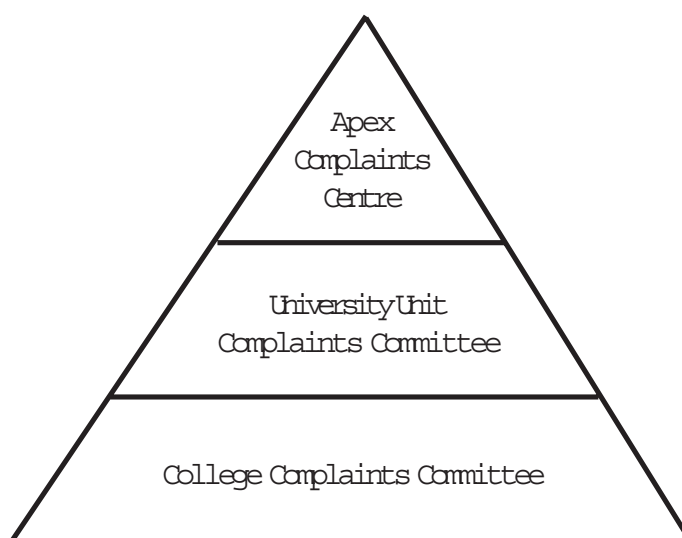 Apex
Complaints
Centre
University Unit
Complaints Committee
College Complaints Committee